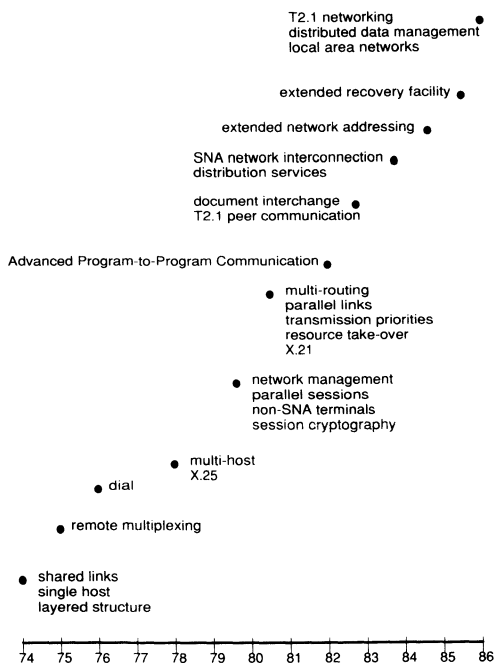 T2.1 networking
distributed data management
local area networks
extended recovery facility
extended network addressing
SNA network interconnection
distribution services
document interchange
T2.1 peer communication
Advanced Program-to-Program Communication
multi-routing
parallel links
transmission priorities
resource take-over
X.21
network management
parallel sessions
non-SNA terminals
session cryptography
multi-host
X.25
dial
remote multiplexing
shared links
single host
layered structure
74 75 76 77 78 79 80 81 82 83 84 85 86